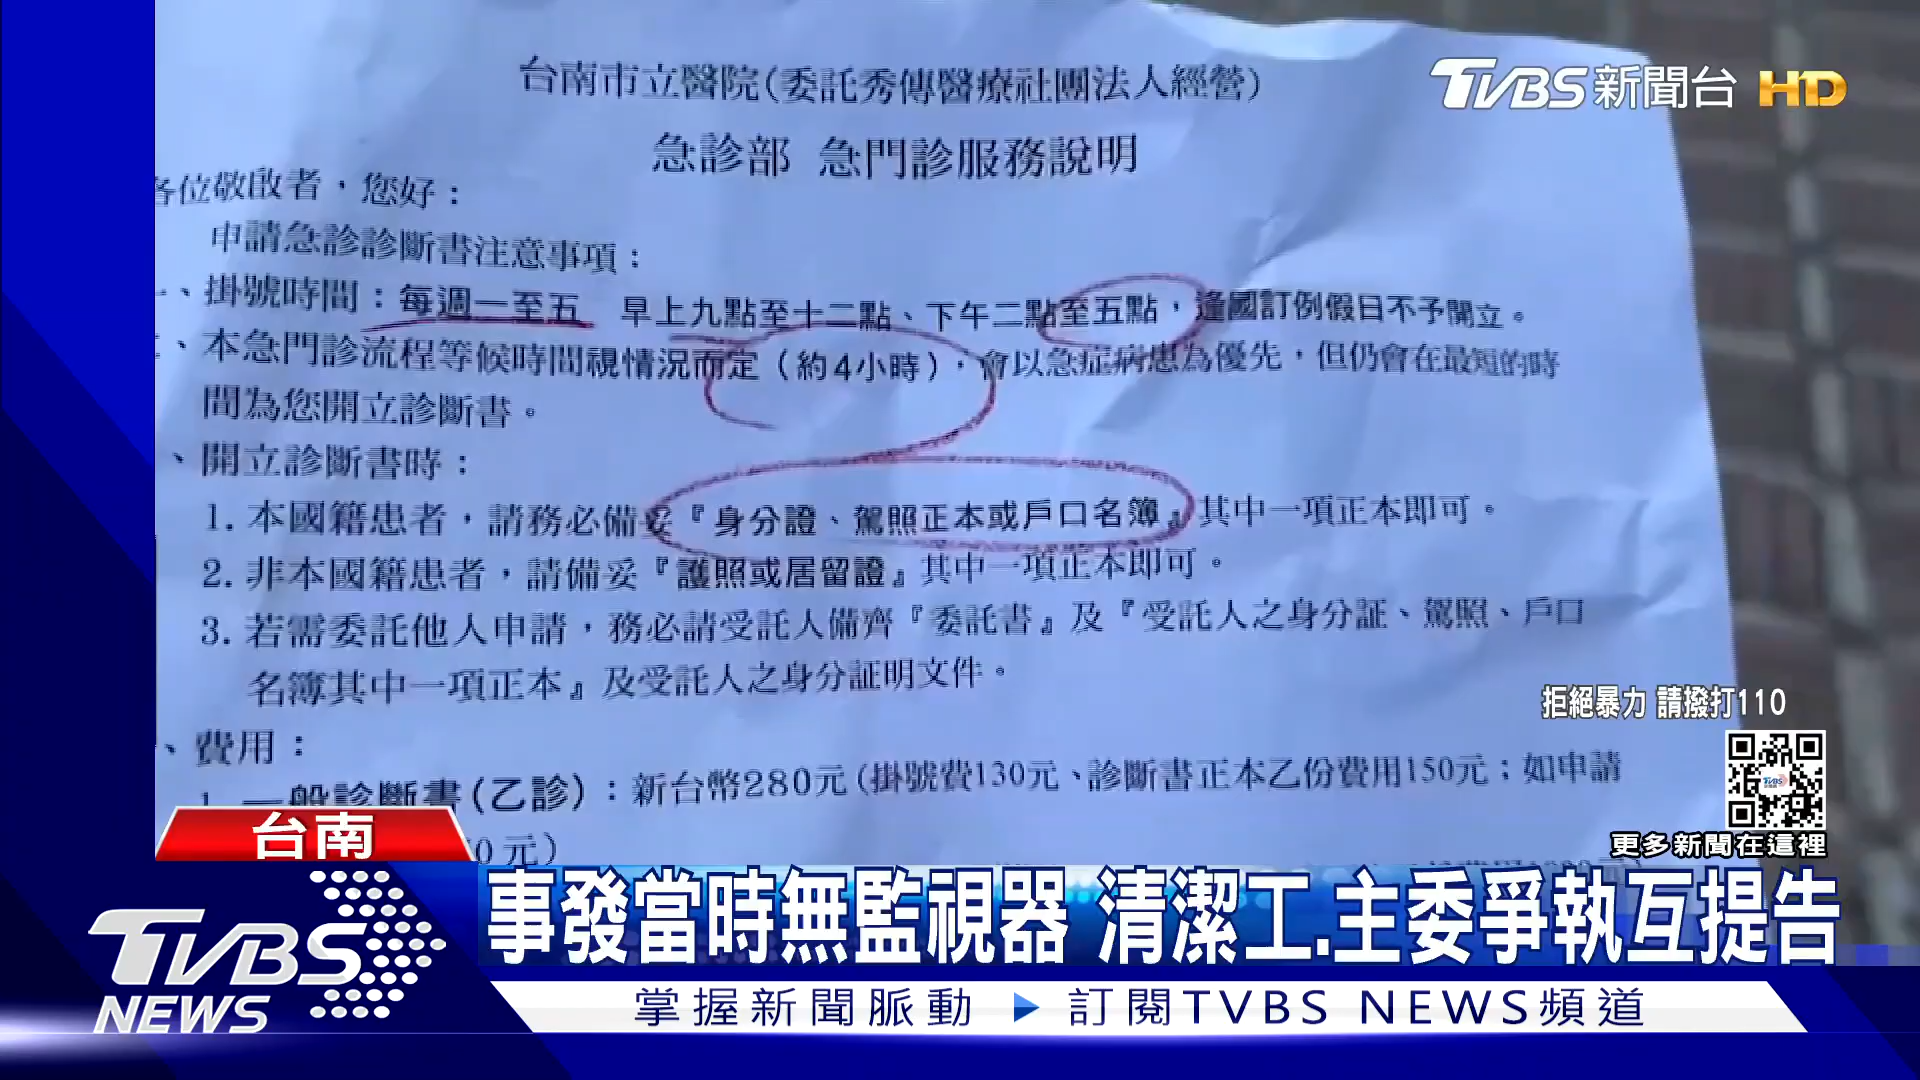 台南市立醫院(委託秀傳醫療社團法人經營)
TVBS新聞台 HD
急診部 急門診服務說明
各位敬啟者，您好：
申請急診診斷書注意事項：
、掛號時間：每週一至五 早上九點至十二點、下午二點至五點，逢國訂例假日不予開立。
、本急門診流程等候時間視情況而定（約4小時），會以急症病患為優先，但仍會在最短的時
間為您開立診斷書。
、開立診斷書時：
1. 本國籍患者，請務必備妥『身分證、駕照正本或戶口名簿』其中一項正本即可。
2. 非本國籍患者，請備妥『護照或居留證』其中一項正本即可。
3. 若需委託他人申請，務必請受託人備齊『委託書』及『受託人之身分証、駕照、戶口
名簿其中一項正本』及受託人之身分証明文件。
拒絕暴力 請撥打110
、費用：
1. 一般診斷書(乙診)：新台幣280元(掛號費130元、診斷書正本乙份費用150元；如申請
0元)
TVBS
更多新聞在這裡
台南
事發當時無監視器 清潔工.主委爭執互提告
TVBS NEWS
掌握新聞脈動 ▶ 訂閱TVBS NEWS頻道